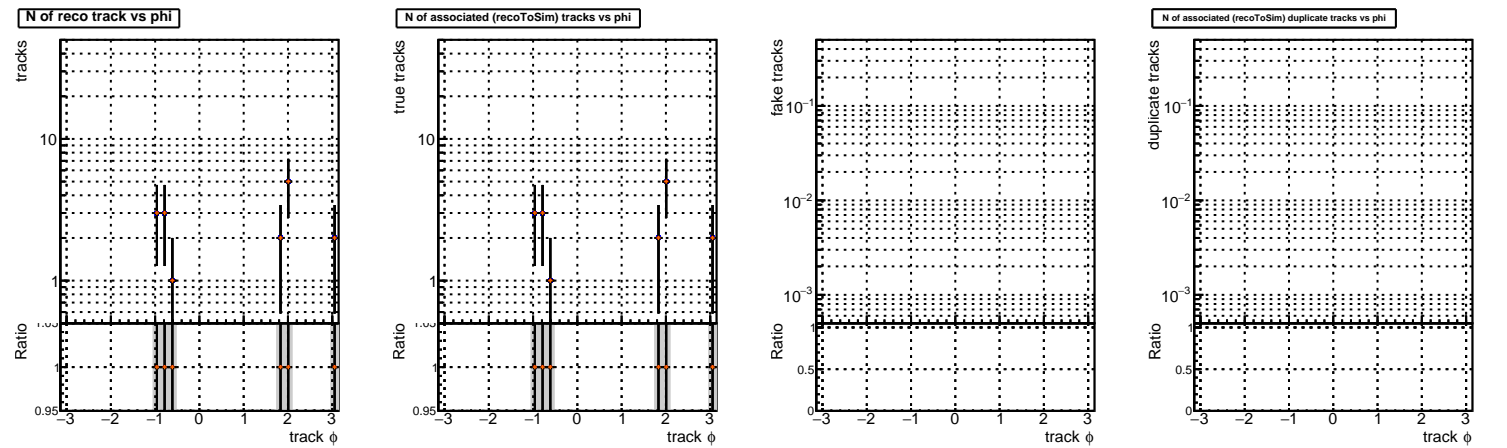 N of reco track vs phi
tracks
10
1
Ratio
1.05
1
0.95
−3 −2 −1 0 1 2 3
track ϕ
N of associated (recoToSim) tracks vs phi
true tracks
10
1
Ratio
1.05
1
0.95
−3 −2 −1 0 1 2 3
track ϕ
fake tracks
10−1
10−2
10−3
Ratio
1
0.5
0
−3 −2 −1 0 1 2 3
track ϕ
N of associated (recoToSim) duplicate tracks vs phi
duplicate tracks
10−1
10−2
10−3
Ratio
1
0.5
0
−3 −2 −1 0 1 2 3
track ϕ